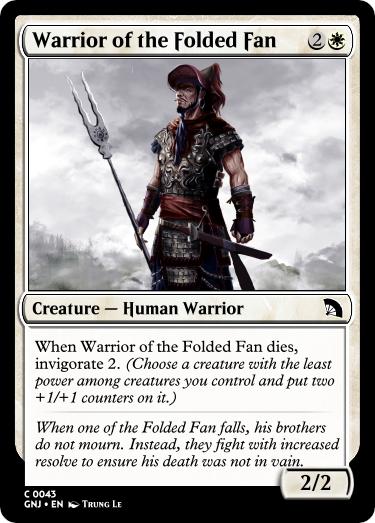 Warrior of the Folded Fan 2
Creature — Human Warrior
When Warrior of the Folded Fan dies,
invigorate 2. (Choose a creature with the least
power among creatures you control and put two
+1/+1 counters on it.)
When one of the Folded Fan falls, his brothers
do not mourn. Instead, they fight with increased
resolve to ensure his death was not in vain.
2/2
C 0043
GNJ • EN Trung Le